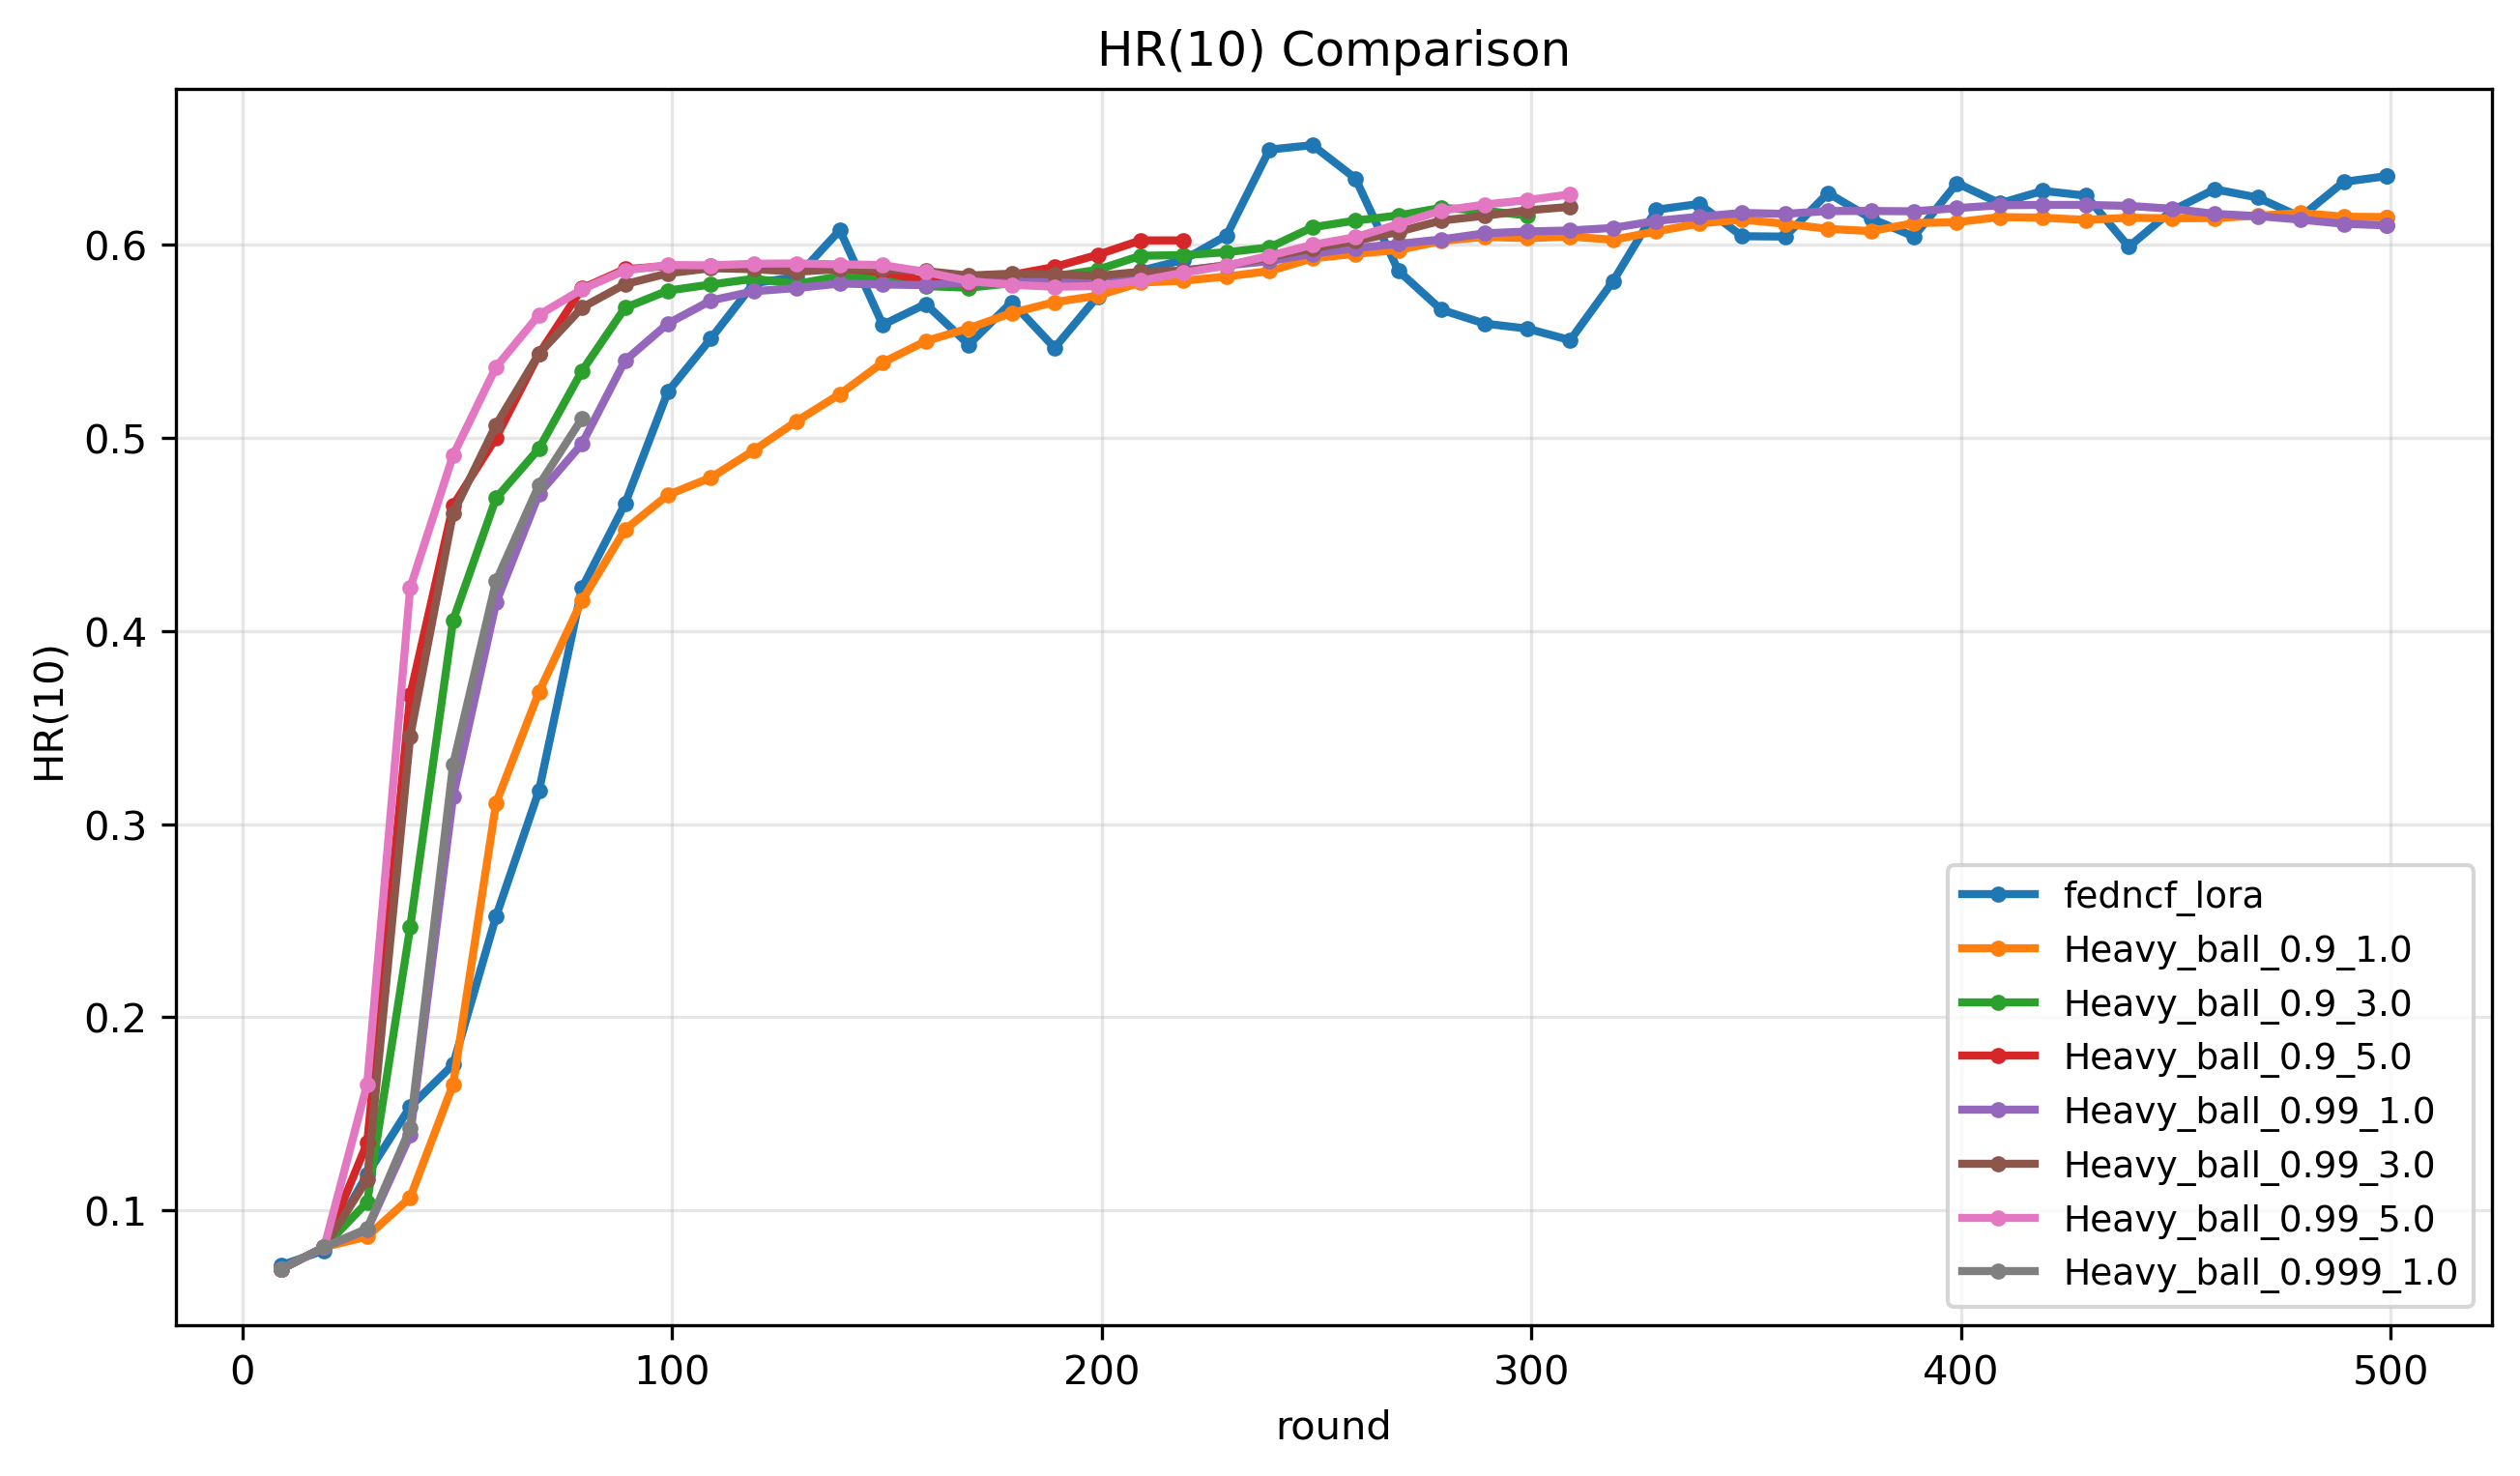 HR(10) Comparison
HR(10)
0.6
0.5
0.4
0.3
0.2
0.1
0
100
200
300
400
500
round
fedncf_lora
Heavy_ball_0.9_1.0
Heavy_ball_0.9_3.0
Heavy_ball_0.9_5.0
Heavy_ball_0.99_1.0
Heavy_ball_0.99_3.0
Heavy_ball_0.99_5.0
Heavy_ball_0.999_1.0